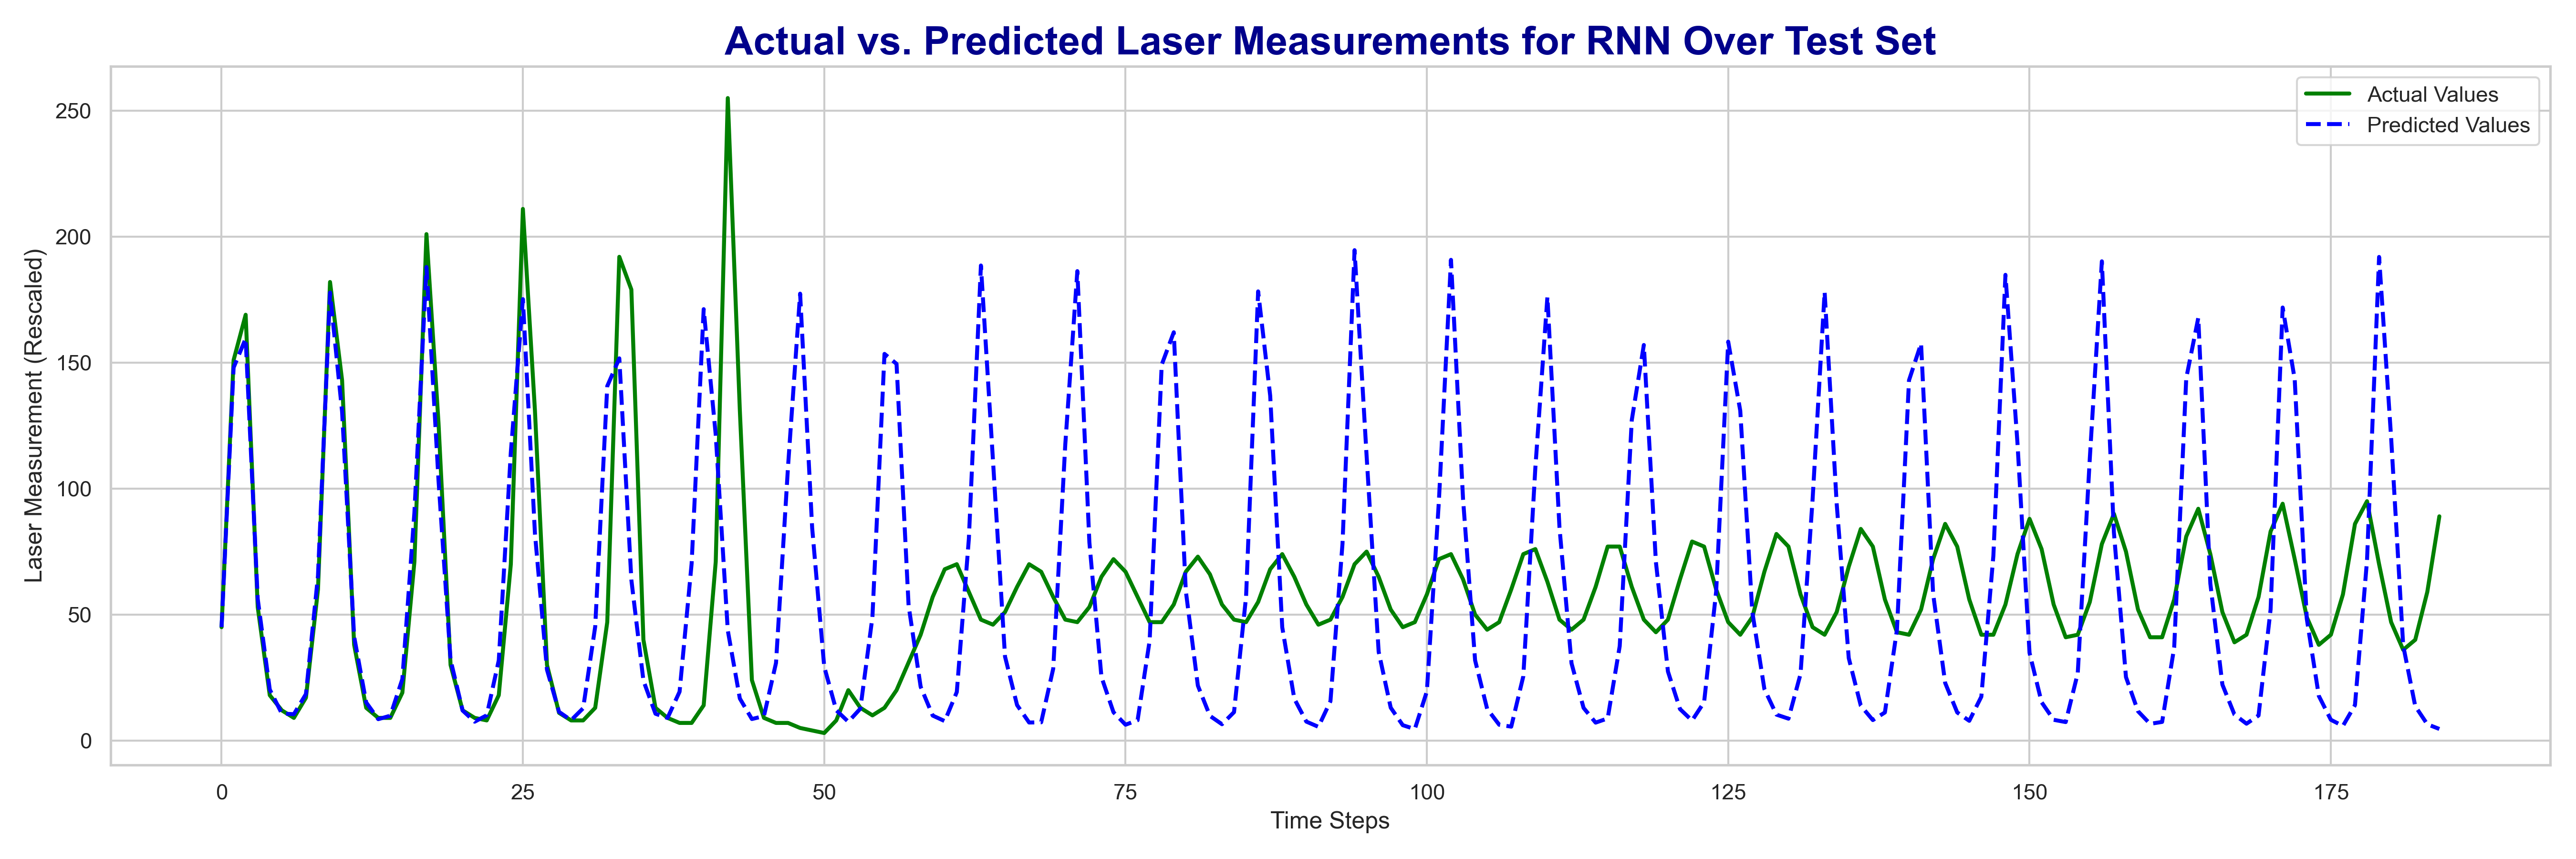 Actual vs. Predicted Laser Measurements for RNN Over Test Set
Actual Values
Predicted Values
Laser Measurement (Rescaled)
250
200
150
100
50
0
0 25 50 75 100 125 150 175
Time Steps